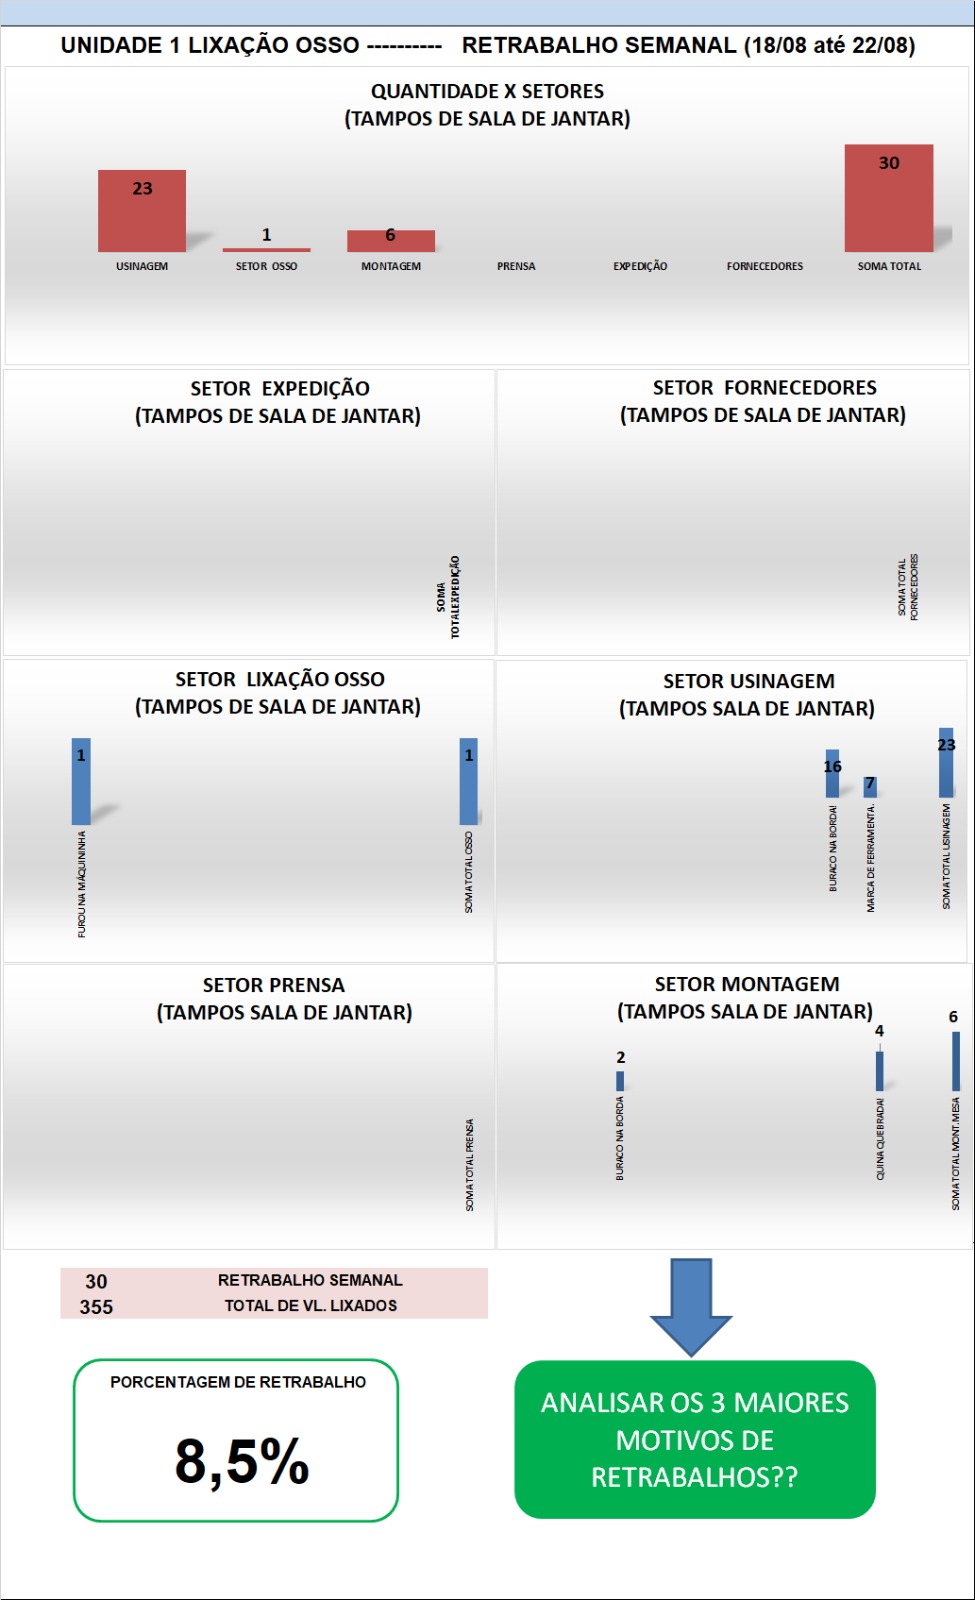 UNIDADE 1 LIXAÇÃO OSSO ---------- RETRABALHO SEMANAL (18/08 até 22/08)
QUANTIDADE X SETORES
(TAMPOS DE SALA DE JANTAR)
23
1
6
30
USINAGEM
SETOR OSSO
MONTAGEM
PRENSA
EXPEDIÇÃO
FORNECEDORES
SOMA TOTAL
SETOR EXPEDIÇÃO
(TAMPOS DE SALA DE JANTAR)
SOMA
TOTALEXPEDIÇÃO
SETOR FORNECEDORES
(TAMPOS DE SALA DE JANTAR)
SOMA TOTAL
FORNECEDORES
SETOR LIXAÇÃO OSSO
(TAMPOS DE SALA DE JANTAR)
1
1
FUROU NA MÁQUININHA
SOMA TOTAL OSSO
SETOR USINAGEM
(TAMPOS SALA DE JANTAR)
16
7
23
BURACO NA BORDA!
MARCA DE FERRAMENTA.
SOMA TOTAL USINAGEM
SETOR PRENSA
(TAMPOS SALA DE JANTAR)
SOMA TOTAL PRENSA
SETOR MONTAGEM
(TAMPOS SALA DE JANTAR)
2
4
6
BURACO NA BORDA
QUINA QUEBRADA!
SOMA TOTAL MONT.MESA
30 RETRABALHO SEMANAL
355 TOTAL DE VL. LIXADOS
PORCENTAGEM DE RETRABALHO
8,5%
ANALISAR OS 3 MAIORES
MOTIVOS DE
RETRABALHOS??